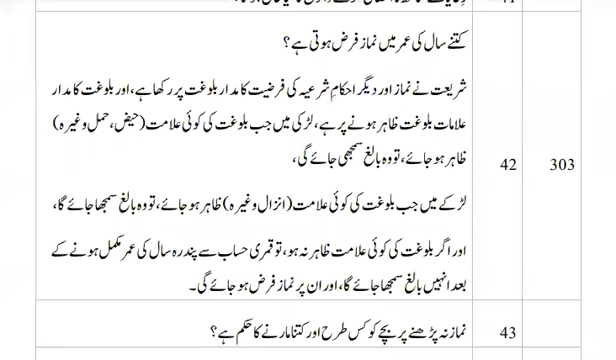 کتنے سال کی عمر میں نماز فرض ہوتی ہے؟
شریعت نے نماز اور دیگر احکامِ شرعیہ کی فرضیت کا مدار بلوغت پر رکھا ہے، اور بلوغت کا مدار
علاماتِ بلوغت ظاہر ہونے پر ہے، لڑکی میں جب بلوغت کی کوئی علامت (حیض، حمل وغیرہ)
ظاہر ہو جائے، تو وہ بالغ سمجھی جائے گی،
42
303
لڑکے میں جب بلوغت کی کوئی علامت (انزال وغیرہ) ظاہر ہو جائے، تو وہ بالغ سمجھا جائے گا،
اور اگر بلوغت کی کوئی علامت ظاہر نہ ہو، تو قمری حساب سے پندرہ سال کی عمر مکمل ہونے کے
بعد انہیں بالغ سمجھا جائے گا، اور ان پر نماز فرض ہو جائے گی۔
43
نماز نہ پڑھنے پر بچے کو کس طرح اور کتنا مارنے کا حکم ہے؟